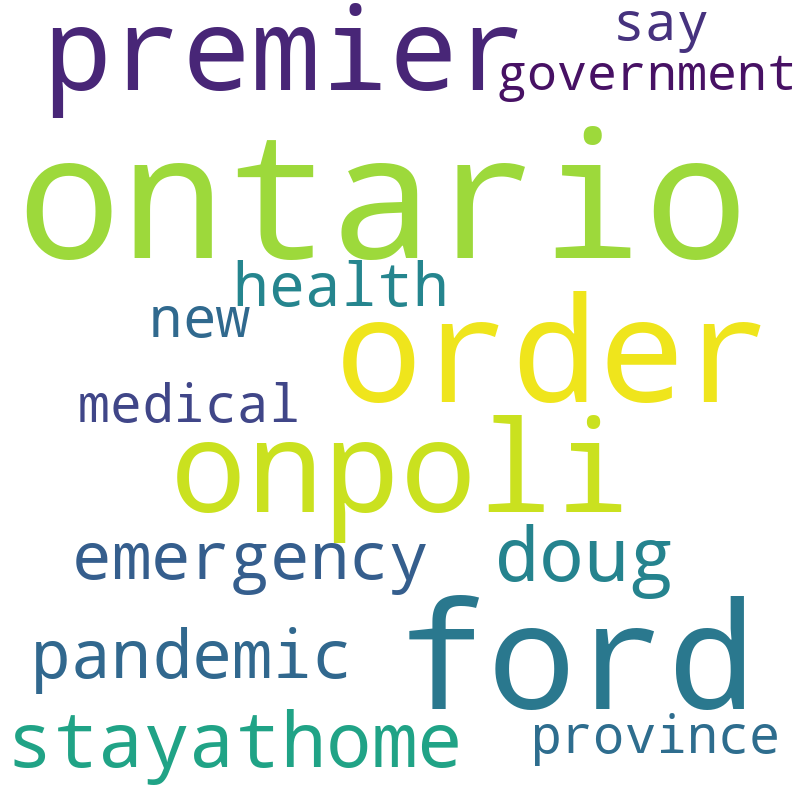 premier
say
government
ontario
health
new
order
medical
onpoli
emergency
doug
ford
pandemic
stayathome
province